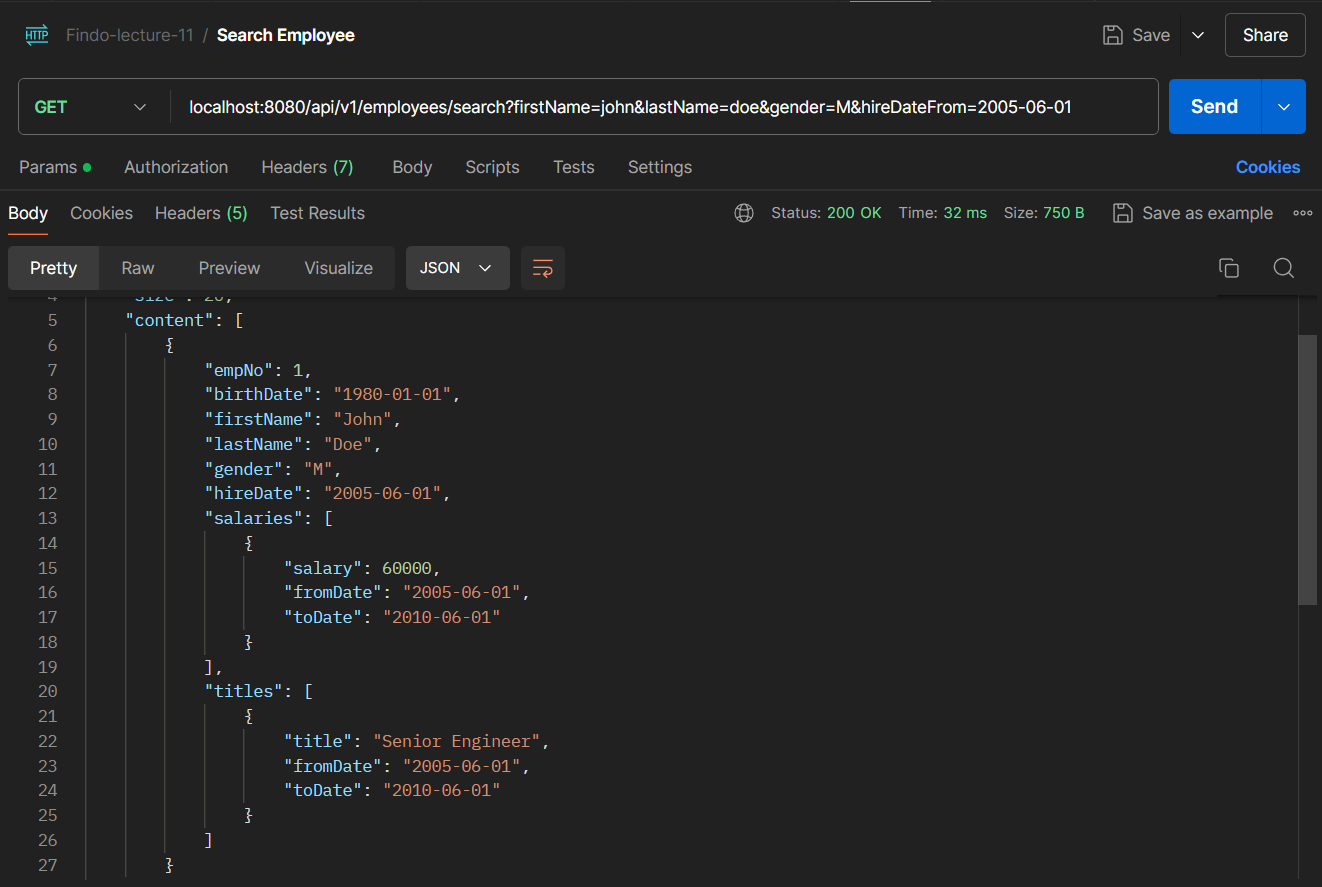 HTTP Findo-lecture-11 / Search Employee Save Share
GET localhost:8080/api/v1/employees/search?firstName=john&lastName=doe&gender=M&hireDateFrom=2005-06-01 Send
Params Authorization Headers (7) Body Scripts Tests Settings Cookies
Body Cookies Headers (5) Test Results Status: 200 OK Time: 32 ms Size: 750 B Save as example
Pretty Raw Preview Visualize JSON
4 "size": 20,
5 "content": [
6 {
7 "empNo": 1,
8 "birthDate": "1980-01-01",
9 "firstName": "John",
10 "lastName": "Doe",
11 "gender": "M",
12 "hireDate": "2005-06-01",
13 "salaries": [
14 {
15 "salary": 60000,
16 "fromDate": "2005-06-01",
17 "toDate": "2010-06-01"
18 }
19 ],
20 "titles": [
21 {
22 "title": "Senior Engineer",
23 "fromDate": "2005-06-01",
24 "toDate": "2010-06-01"
25 }
26 ]
27 }